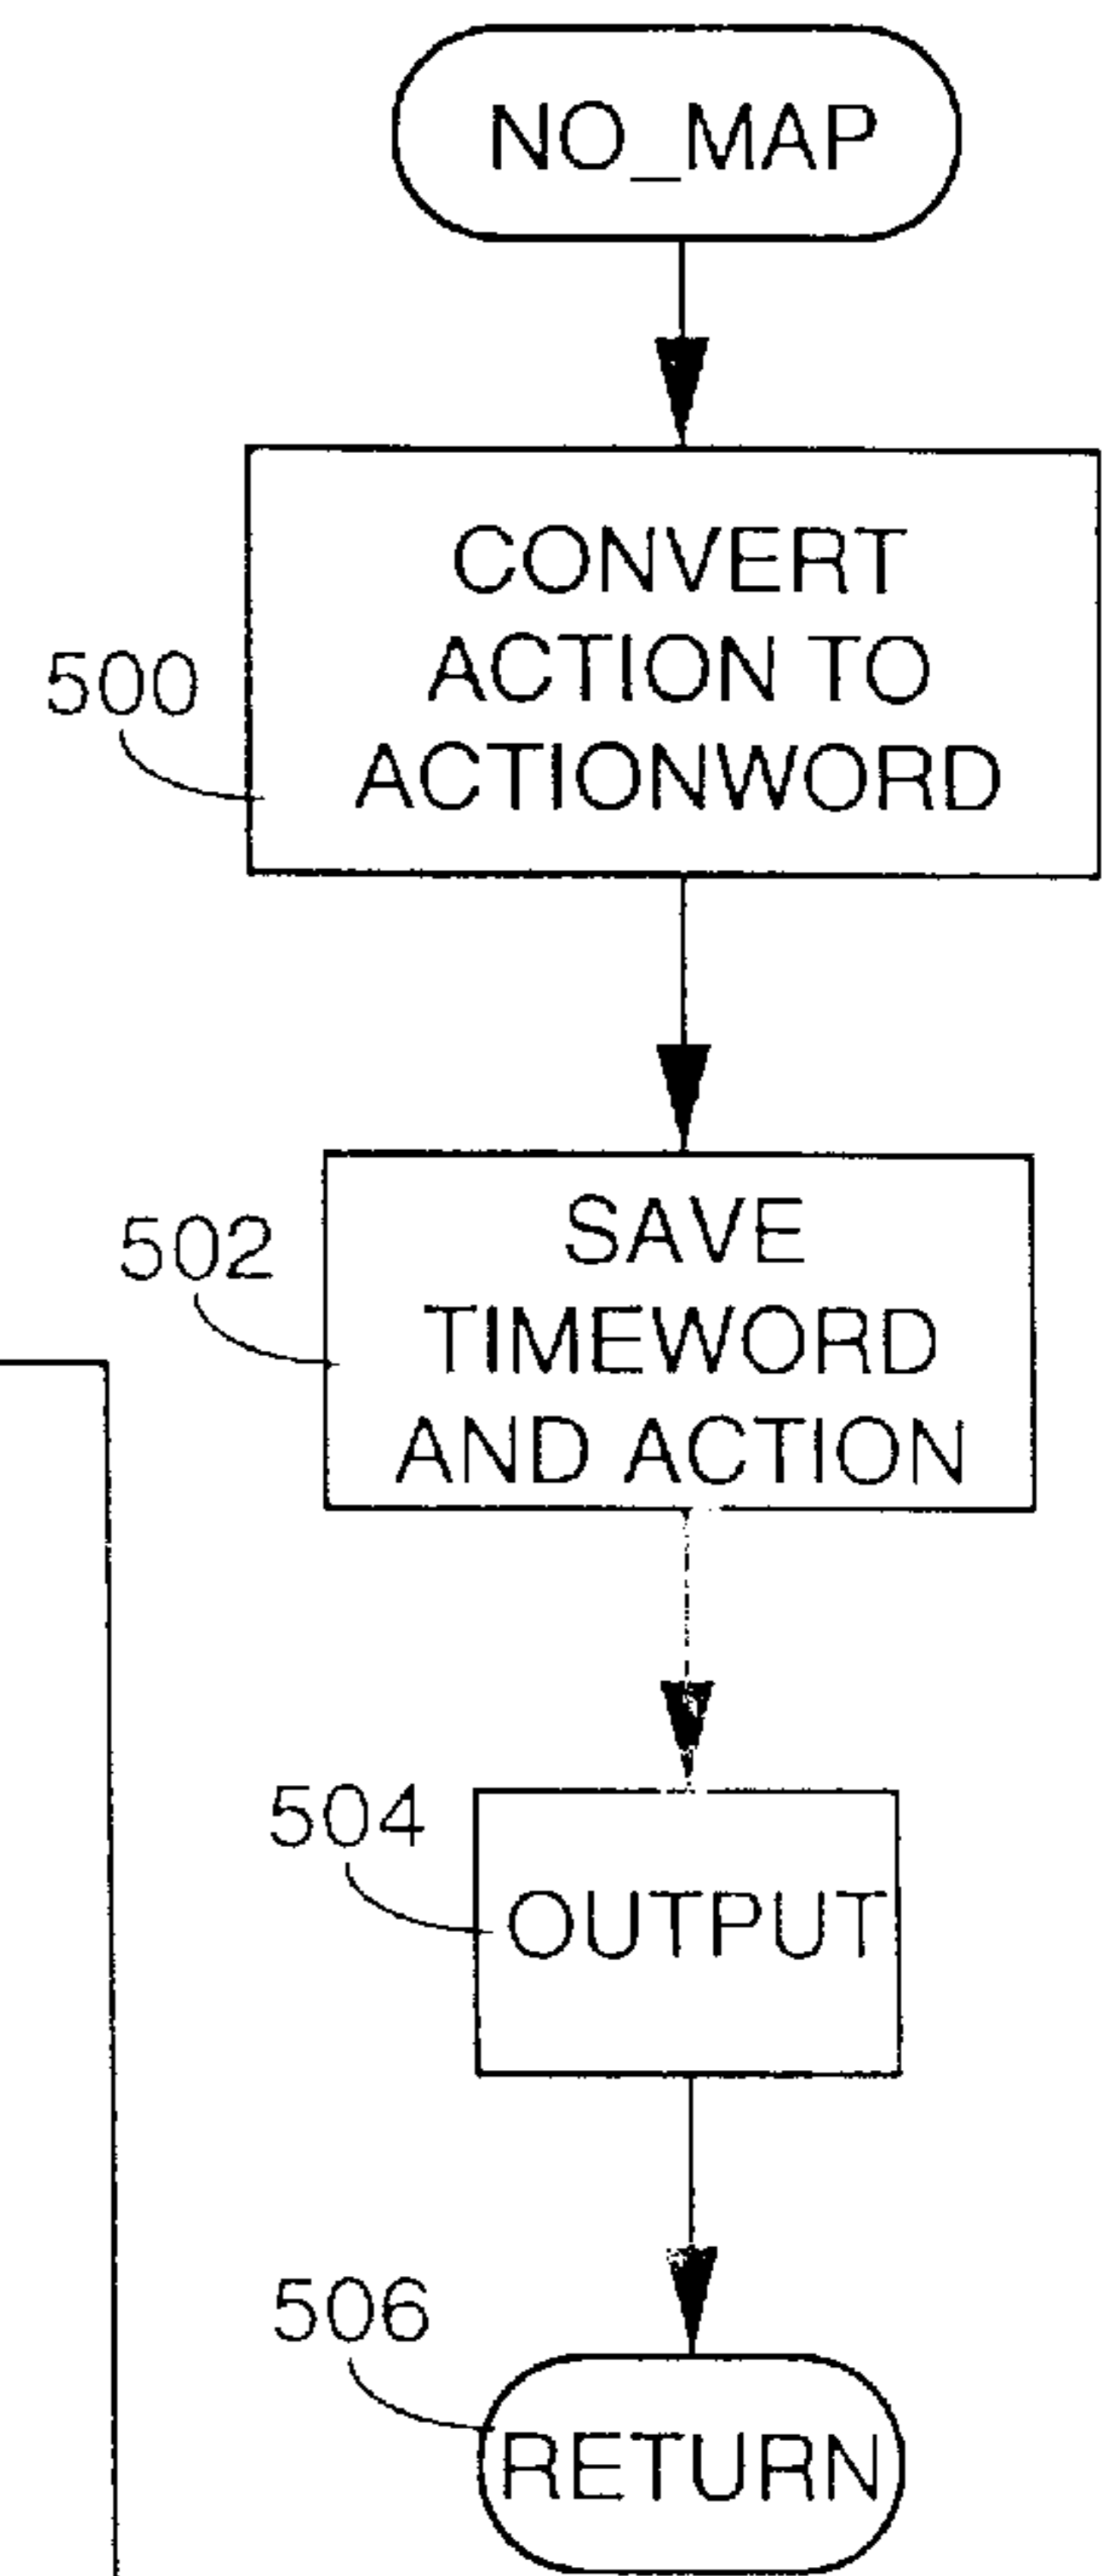 NO_MAP
CONVERT
ACTION TO
ACTIONWORD
500
SAVE
TIMEWORD
AND ACTION
502
OUTPUT
504
RETURN
506